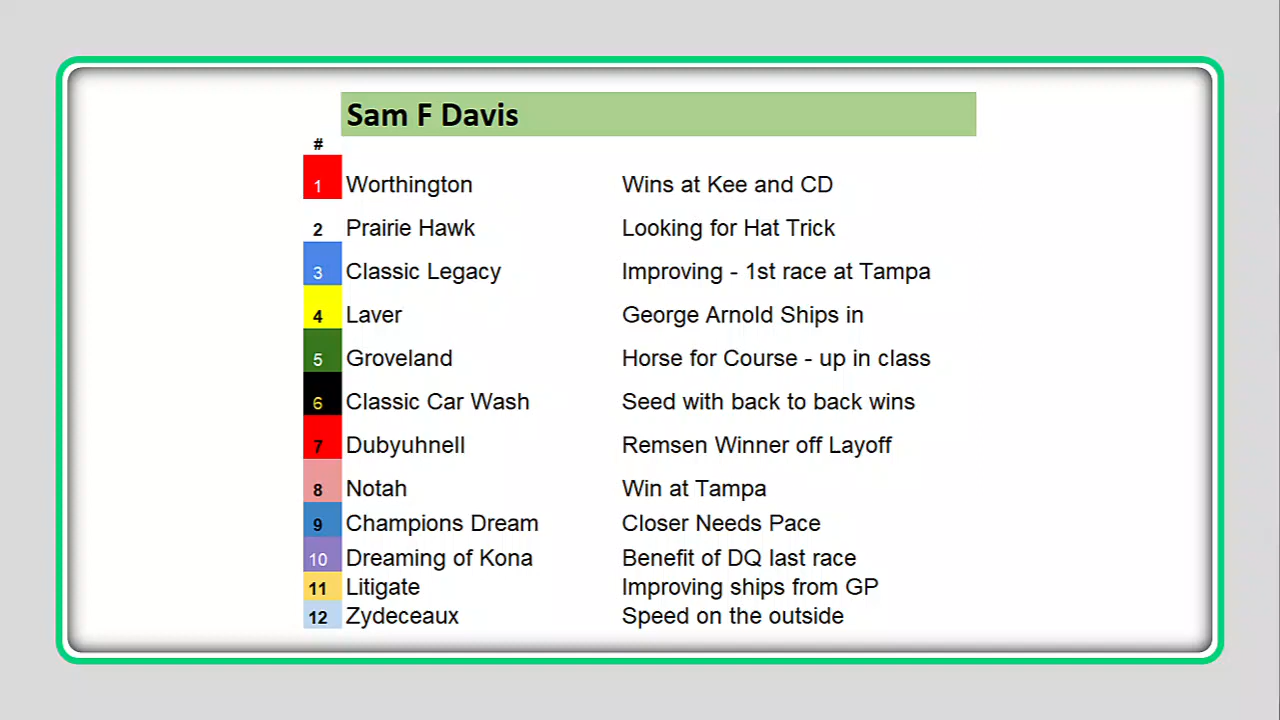 Sam F Davis
#
1 Worthington Wins at Kee and CD
2 Prairie Hawk Looking for Hat Trick
3 Classic Legacy Improving - 1st race at Tampa
4 Laver George Arnold Ships in
5 Groveland Horse for Course - up in class
6 Classic Car Wash Seed with back to back wins
7 Dubyuhnell Remsen Winner off Layoff
8 Notah Win at Tampa
9 Champions Dream Closer Needs Pace
10 Dreaming of Kona Benefit of DQ last race
11 Litigate Improving ships from GP
12 Zydeceaux Speed on the outside